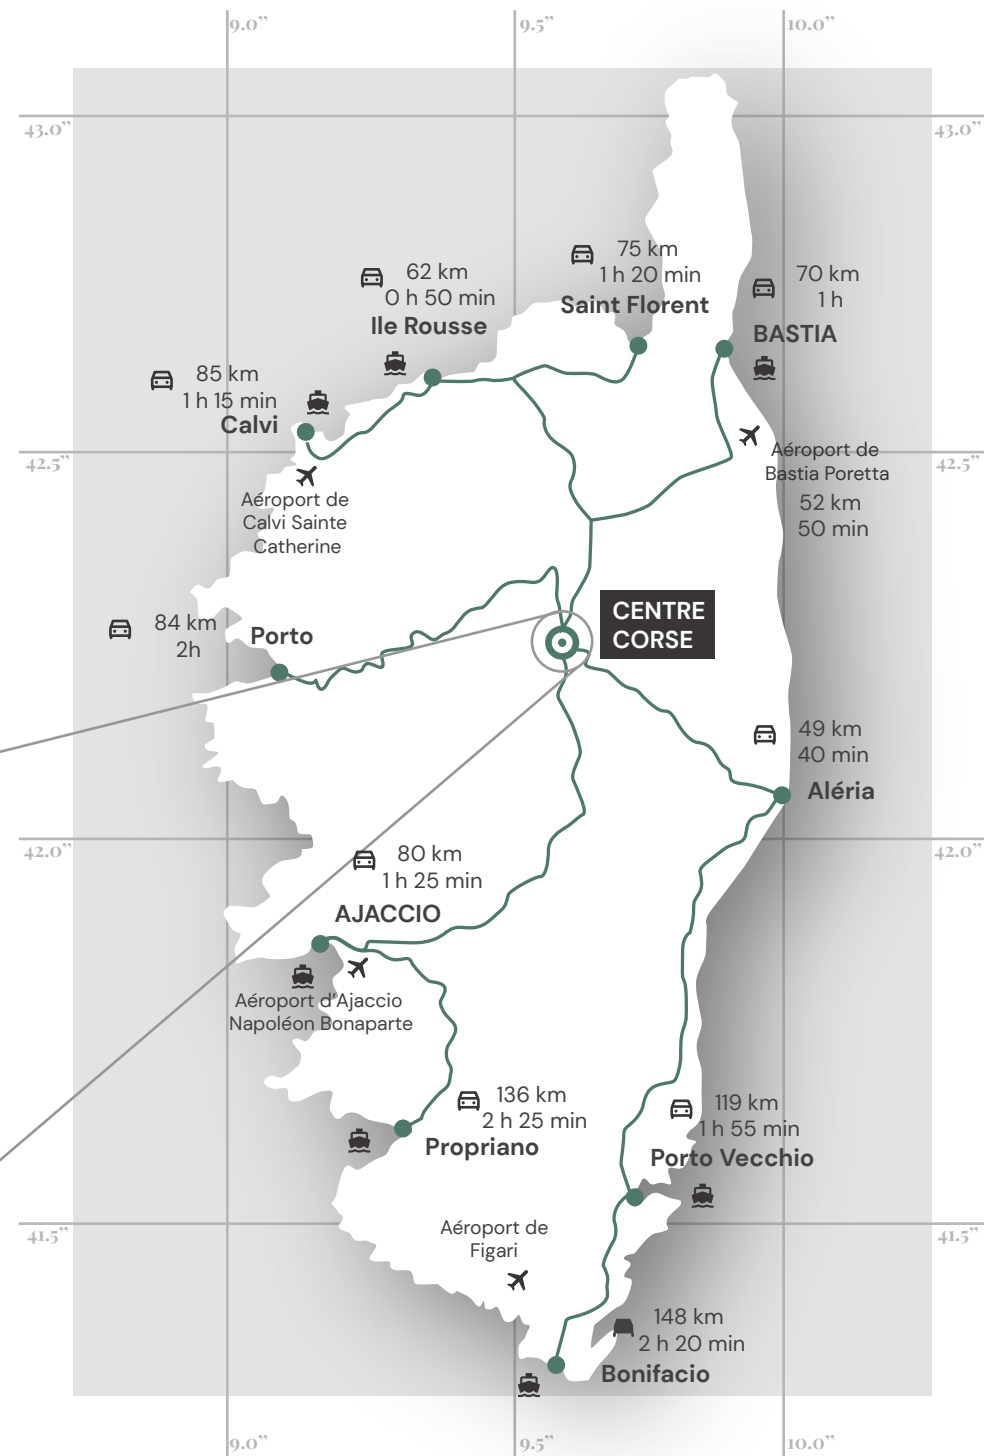 9.0”
9.5”
10.0”
43.0”
43.0”
75 km
1 h 20 min
Saint Florent
62 km
0 h 50 min
Ile Rousse
70 km
1 h
BASTIA
85 km
1 h 15 min
Calvi
42.5”
42.5”
Aéroport de
Bastia Poretta
52 km
50 min
Aéroport de
Calvi Sainte
Catherine
84 km
2h
Porto
CENTRE
CORSE
49 km
40 min
Aléria
42.0”
42.0”
80 km
1 h 25 min
AJACCIO
Aéroport d’Ajaccio
Napoléon Bonaparte
136 km
2 h 25 min
Propriano
119 km
1 h 55 min
Porto Vecchio
41.5”
41.5”
Aéroport de
Figari
148 km
2 h 20 min
Bonifacio
9.0”
9.5”
10.0”